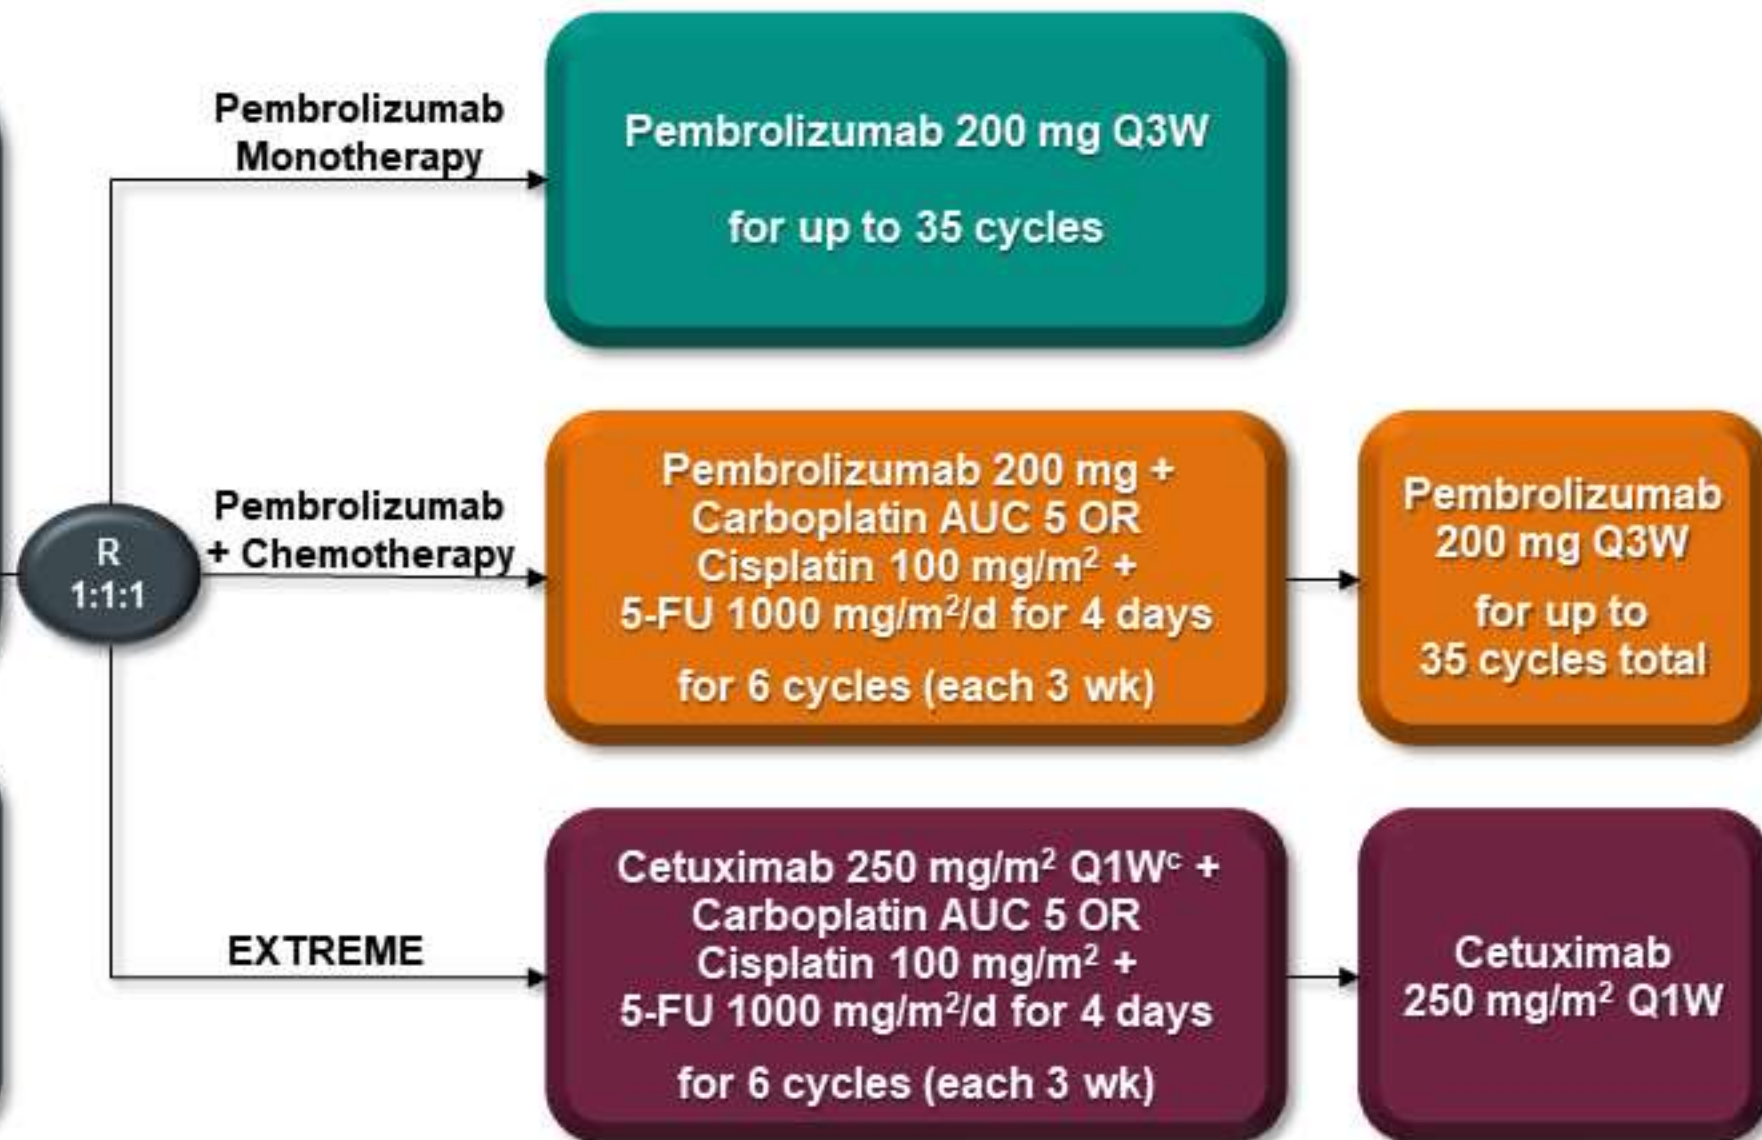 Pembrolizumab
Monotherapy
Pembrolizumab 200 mg Q3W
for up to 35 cycles
R
1:1:1
Pembrolizumab
+ Chemotherapy
Pembrolizumab 200 mg +
Carboplatin AUC 5 OR
Cisplatin 100 mg/m² +
5-FU 1000 mg/m²/d for 4 days
for 6 cycles (each 3 wk)
Pembrolizumab
200 mg Q3W
for up to
35 cycles total
EXTREME
Cetuximab 250 mg/m² Q1Wᶜ +
Carboplatin AUC 5 OR
Cisplatin 100 mg/m² +
5-FU 1000 mg/m²/d for 4 days
for 6 cycles (each 3 wk)
Cetuximab
250 mg/m² Q1W